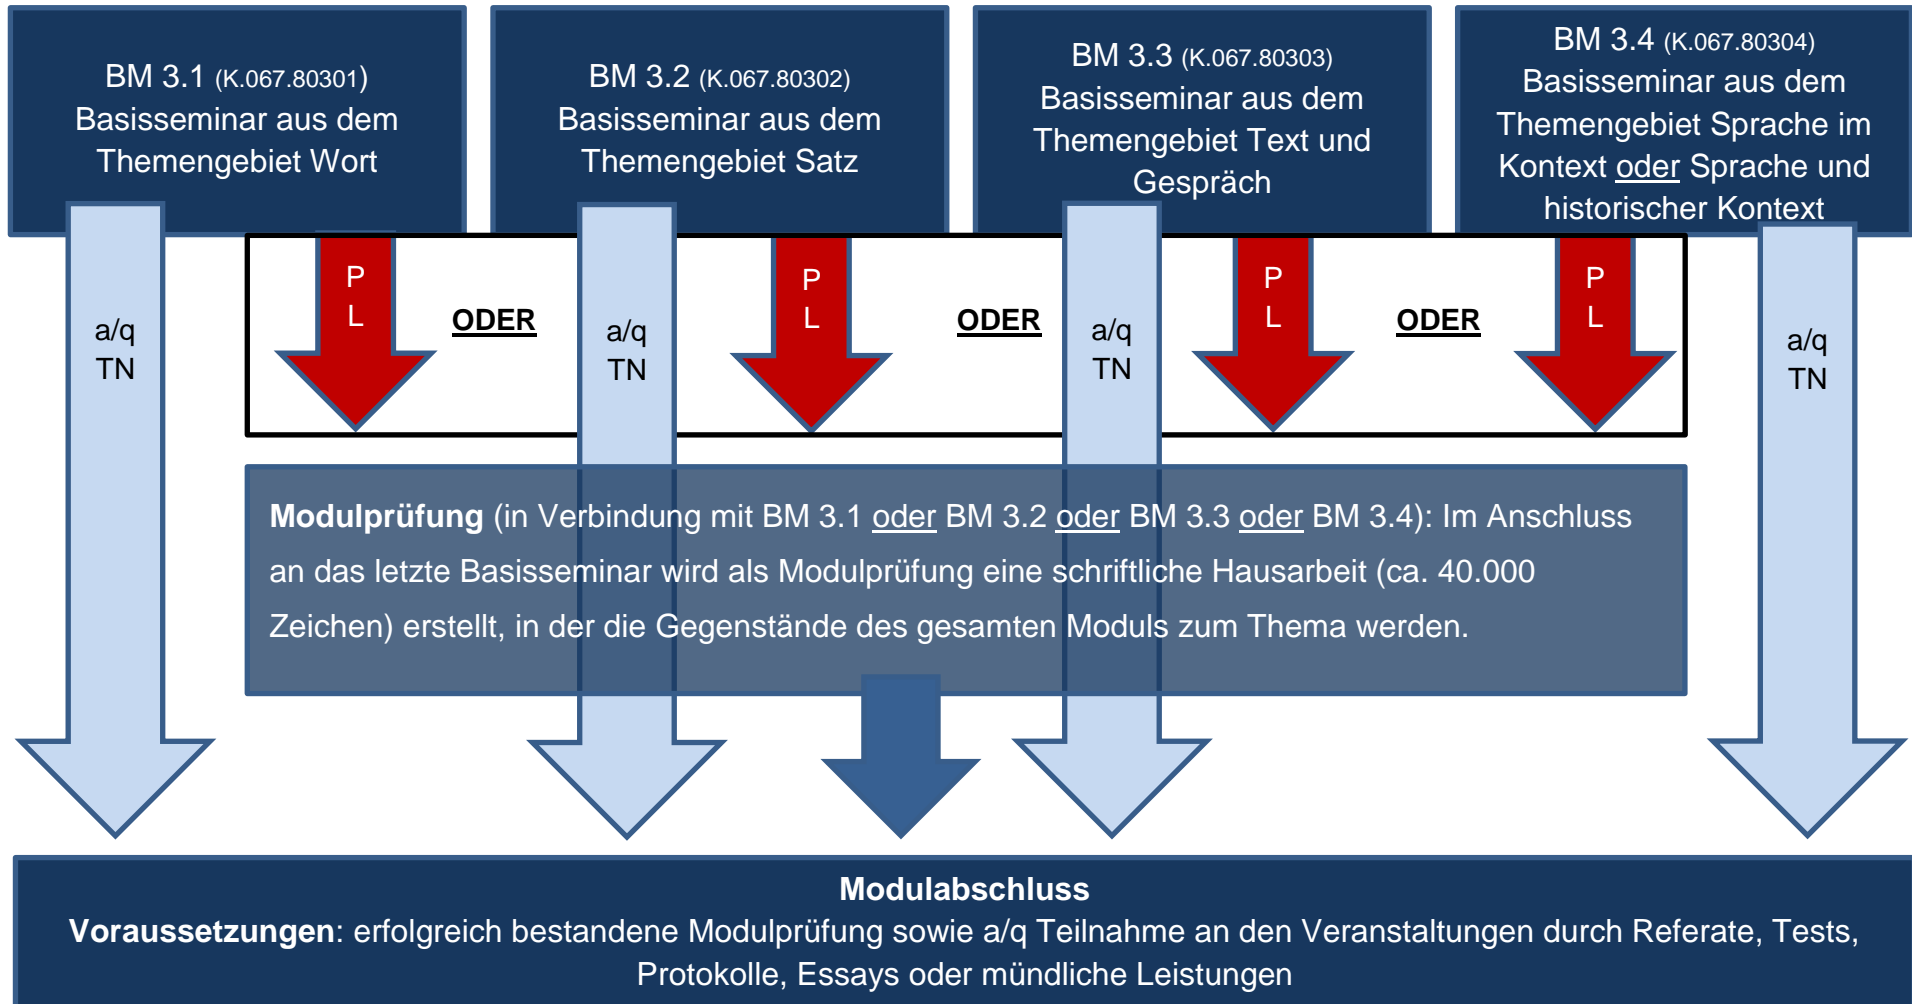 BM 3.1 (K.067.80301)
Basisseminar aus dem
Themengebiet Wort
BM 3.2 (K.067.80302)
Basisseminar aus dem
Themengebiet Satz
BM 3.3 (K.067.80303)
Basisseminar aus dem
Themengebiet Text und
Gespräch
BM 3.4 (K.067.80304)
Basisseminar aus dem
Themengebiet Sprache im
Kontext oder Sprache und
historischer Kontext
a/q
TN
P
L
ODER
a/q
TN
P
L
ODER
a/q
TN
P
L
ODER
P
L
a/q
TN
Modulprüfung (in Verbindung mit BM 3.1 oder BM 3.2 oder BM 3.3 oder BM 3.4): Im Anschluss
an das letzte Basisseminar wird als Modulprüfung eine schriftliche Hausarbeit (ca. 40.000
Zeichen) erstellt, in der die Gegenstände des gesamten Moduls zum Thema werden.
Modulabschluss
Voraussetzungen: erfolgreich bestandene Modulprüfung sowie a/q Teilnahme an den Veranstaltungen durch Referate, Tests,
Protokolle, Essays oder mündliche Leistungen